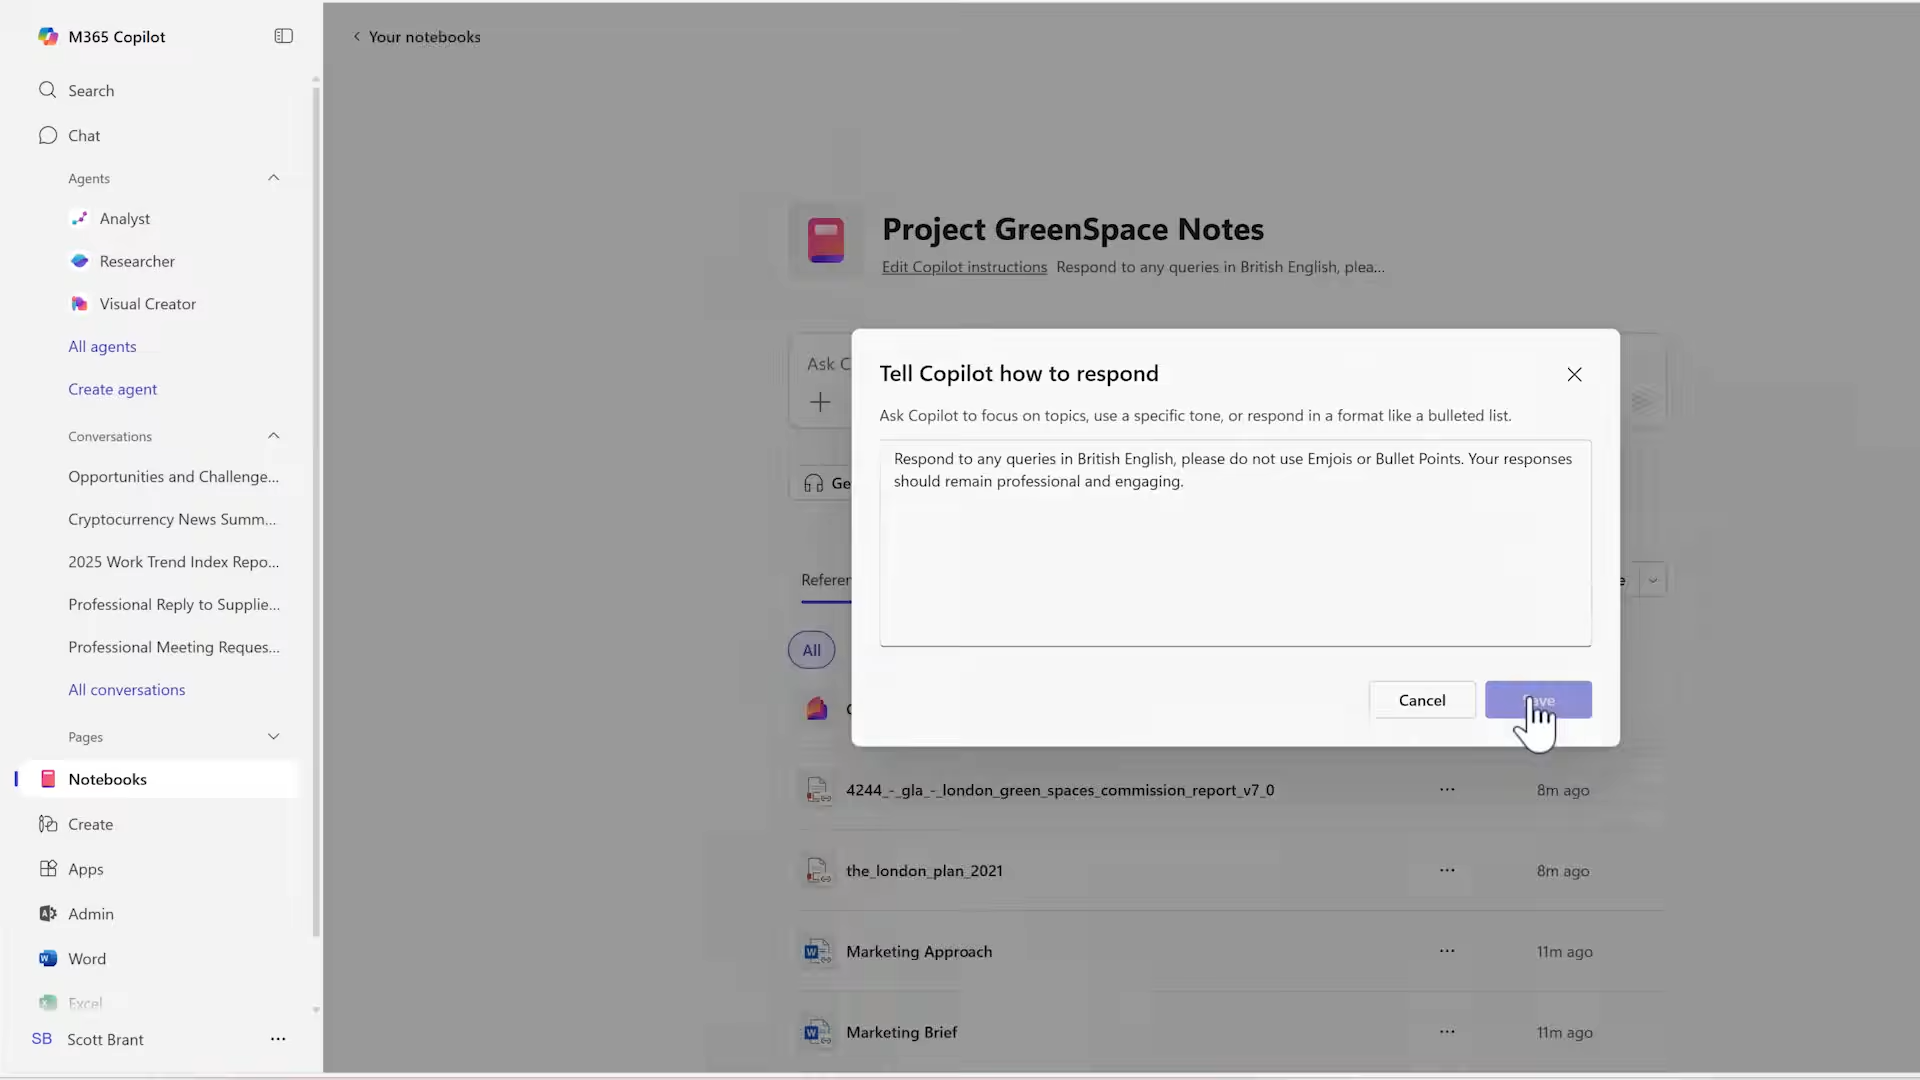 M365 Copilot
Search
Chat
Agents
Analyst
Researcher
Visual Creator
All agents
Create agent
Conversations
Opportunities and Challenge...
Cryptocurrency News Summ...
2025 Work Trend Index Repo...
Professional Reply to Supplie...
Professional Meeting Reques...
All conversations
Pages
Notebooks
Create
Apps
Admin
Word
Excel
SB Scott Brant
Your notebooks
Project GreenSpace Notes
Edit Copilot instructions Respond to any queries in British English, plea...
Ask C
Ge
Referen
All
Tell Copilot how to respond
Ask Copilot to focus on topics, use a specific tone, or respond in a format like a bulleted list.
Respond to any queries in British English, please do not use Emjois or Bullet Points. Your responses
should remain professional and engaging.
Cancel
4244_-_gla_-_london_green_spaces_commission_report_v7_0 8m ago
the_london_plan_2021 8m ago
Marketing Approach 11m ago
Marketing Brief 11m ago